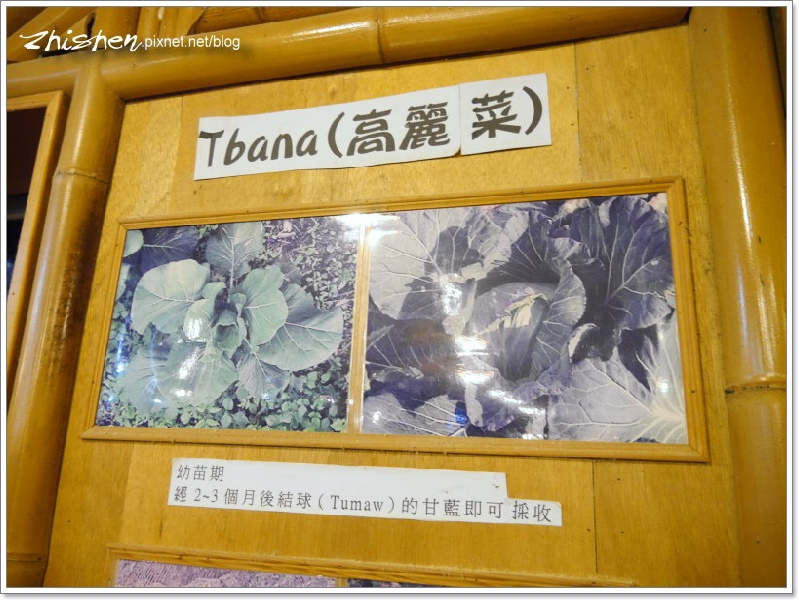 zhishen.pixnet.net/blog
Tbana(高麗菜)
幼苗期
經 2~3 個月後結球(Tumaw)的甘藍即可採收